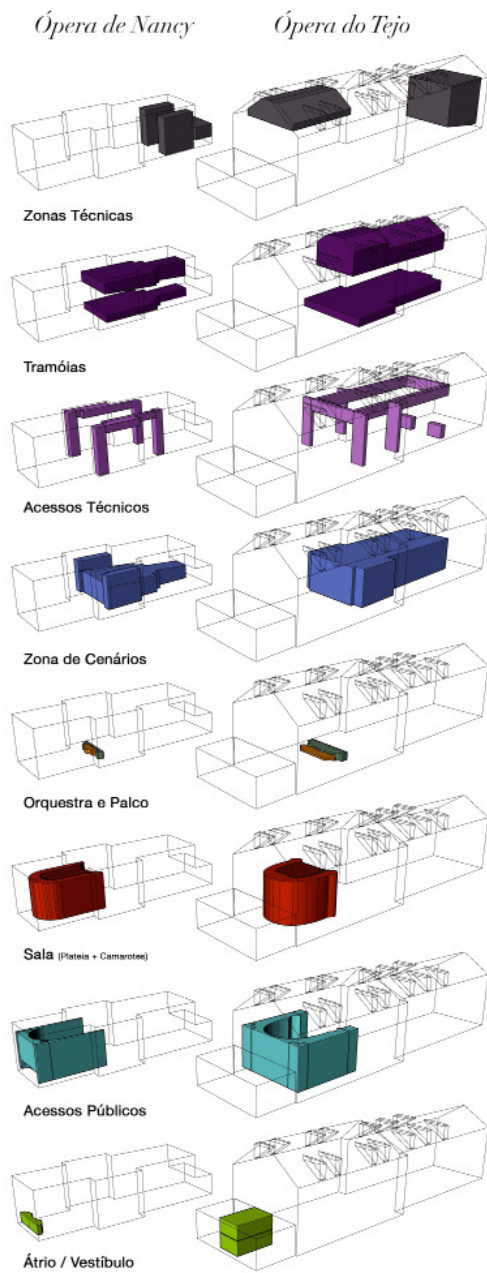 Ópera de Nancy
Ópera do Tejo
Zonas Técnicas
Tramóias
Acessos Técnicos
Zona de Cenários
Orquestra e Palco
Sala (Plateia + Camarotes)
Acessos Públicos
Átrio / Vestíbulo